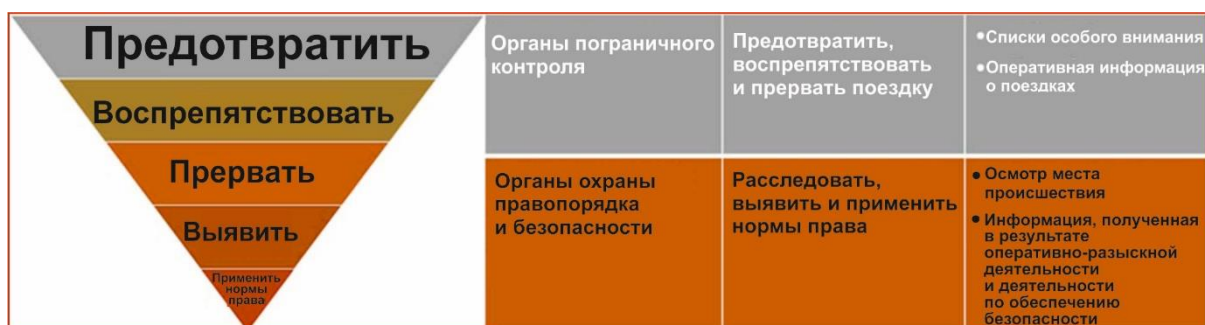 Предотвратить
Воспрепятствовать
Прервать
Выявить
Применить
нормы
права
Органы пограничного
контроля
Предотвратить,
воспрепятствовать
и прервать поездку
•Списки особого внимания
•Оперативная информация
о поездках
Органы охраны
правопорядка
и безопасности
Расследовать,
выявить и применить
нормы права
• Осмотр места
происшествия
• Информация, полученная
в результате
оперативно-разыскной
деятельности
и деятельности
по обеспечению
безопасности